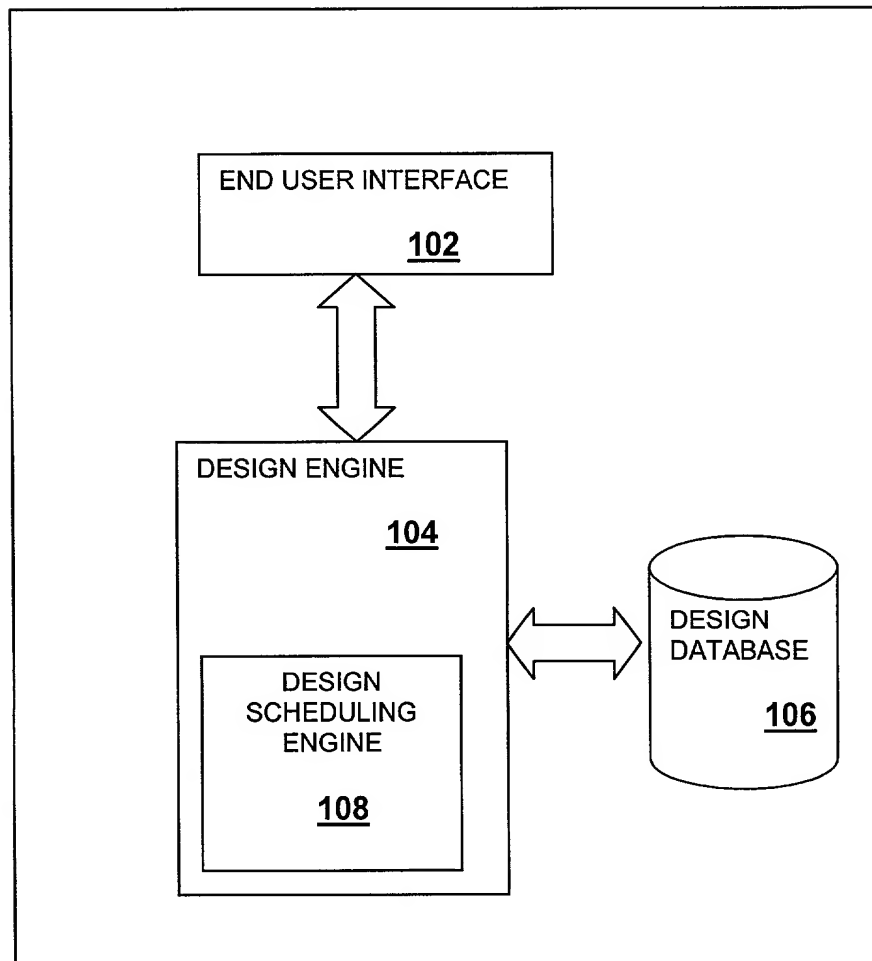 END USER INTERFACE
102
DESIGN ENGINE
104
DESIGN
SCHEDULING
ENGINE
108
DESIGN
DATABASE
106